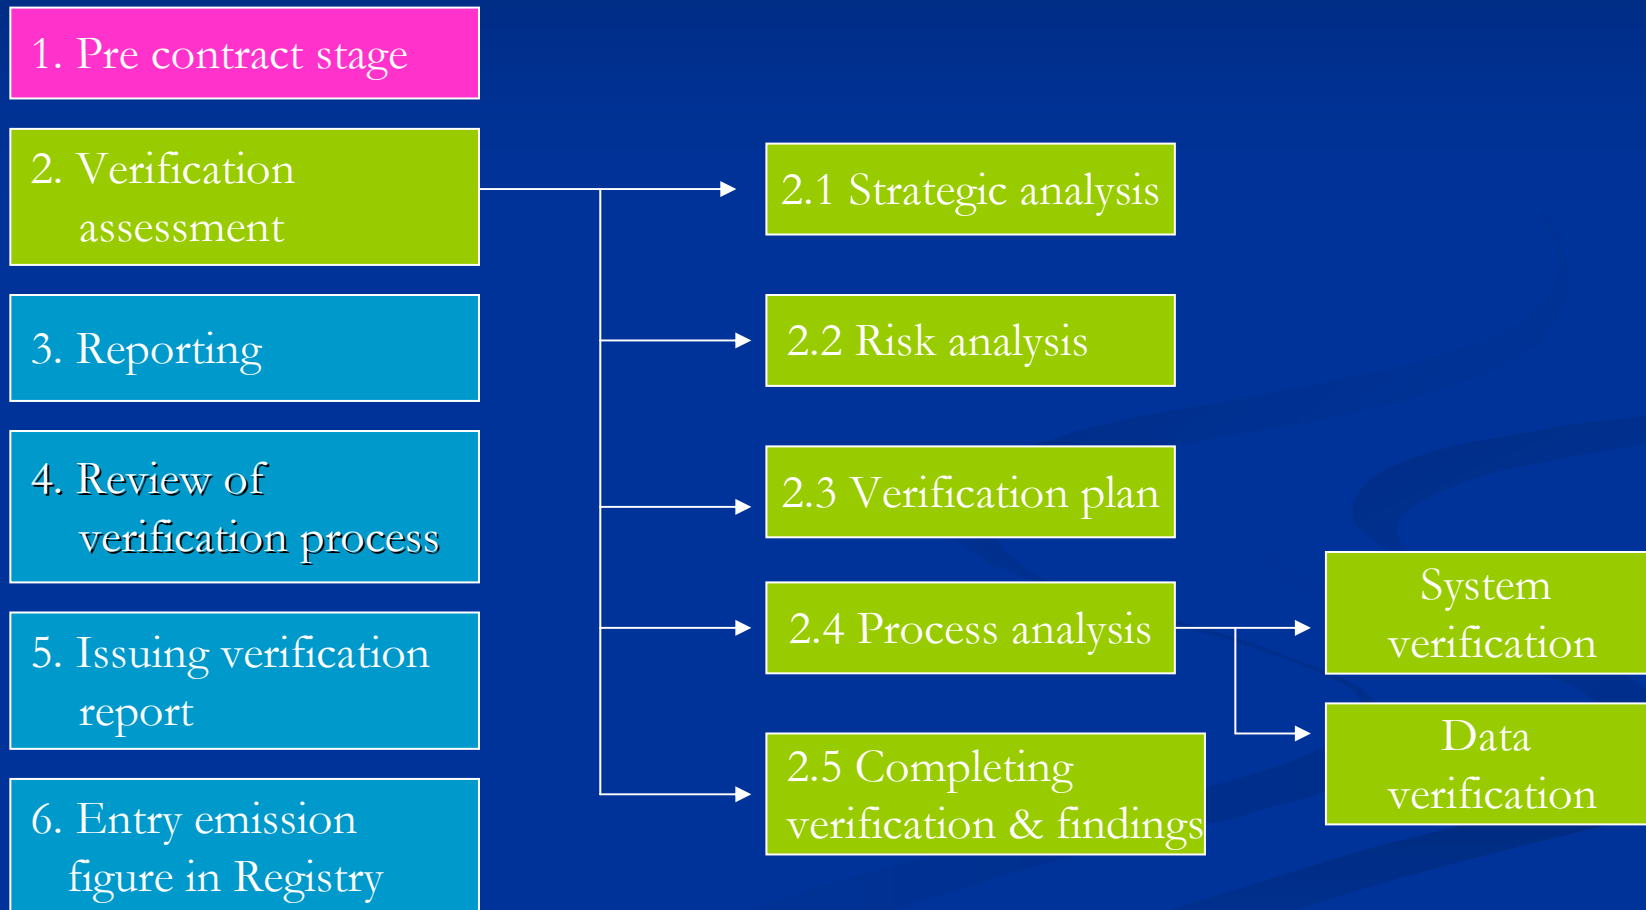 1. Pre contract stage
2. Verification
assessment
3. Reporting
4. Review of
verification process
5. Issuing verification
report
6. Entry emission
figure in Registry
2.1 Strategic analysis
2.2 Risk analysis
2.3 Verification plan
2.4 Process analysis
2.5 Completing
verification & findings
System
verification
Data
verification